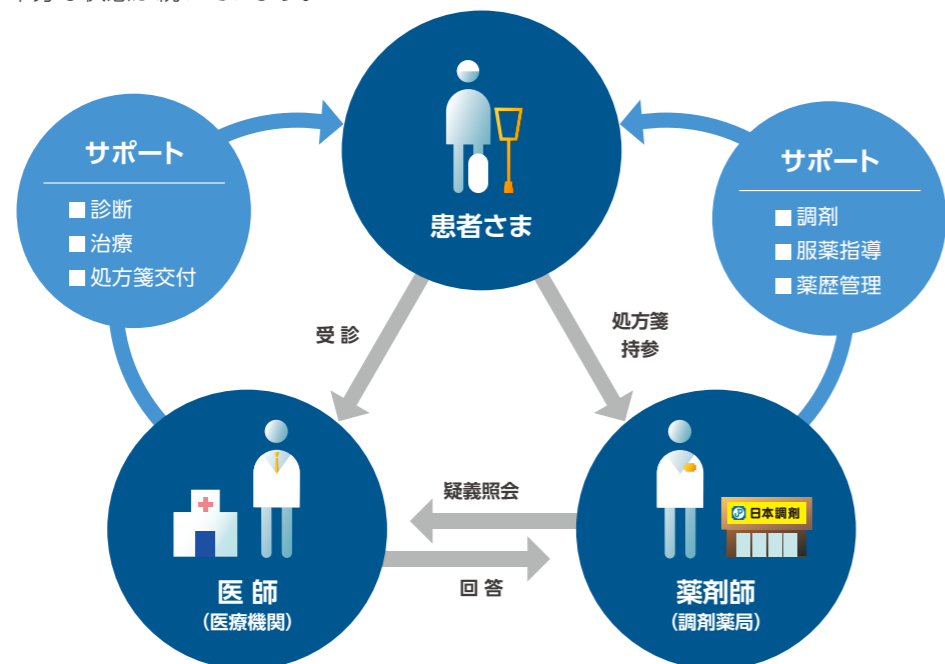 患者さま
サポート
■診断
■治療
■処方箋交付
サポート
■調剤
■服薬指導
■薬歴管理
受診
処方箋
持参
疑義照会
回答
医師
（医療機関）
日本調剤
薬剤師
（調剤薬局）